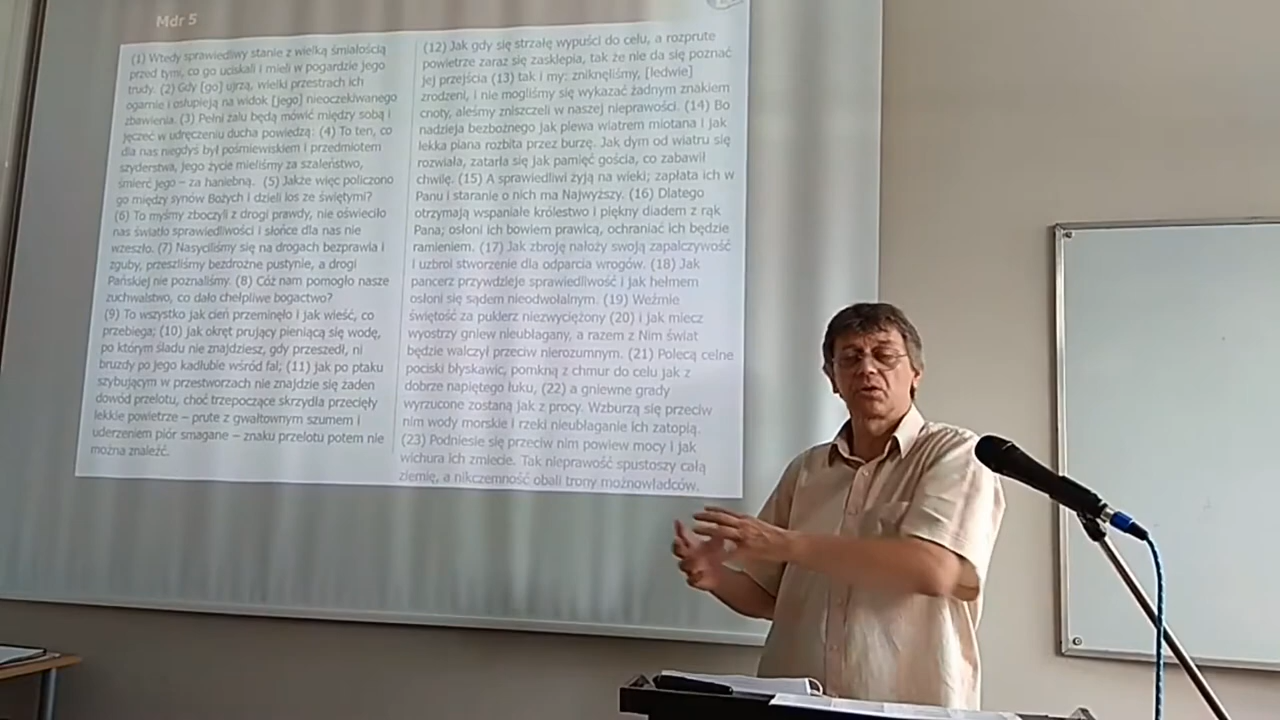 Mdr 5
(1) Wtedy sprawiedliwy stanie z wielką śmiałością
przed tymi, co go uciskali i mieli w pogardzie jego
trudy. (2) Gdy [go] ujrzą, wielki przestrach ich
ogarnie i osłupieją na widok [jego] nieoczekiwanego
zbawienia. (3) Pełni żalu będą mówić między sobą i
jęczeć w udręczeniu ducha powiedzą: (4) To ten, co
dla nas niegdyś był pośmiewiskiem i przedmiotem
szyderstwa, jego życie mieliśmy za szaleństwo,
śmierć jego – za haniebną. (5) Jakże więc policzono
go między synów Bożych i dzieli los ze świętymi?
(6) To myśmy zboczyli z drogi prawdy, nie oświeciło
nas światło sprawiedliwości i słońce dla nas nie
wzeszło. (7) Nasyciliśmy się na drogach bezprawia i
zguby, przeszliśmy bezdrożne pustynie, a drogi
Pańskiej nie poznaliśmy. (8) Cóż nam pomogło nasze
zuchwalstwo, co dało chełpliwe bogactwo?
(9) To wszystko jak cień przeminęło i jak wieść, co
przebiega; (10) jak okręt prujący pieniącą się wodę,
po którym śladu nie znajdziesz, gdy przeszedł, ni
bruzdy po jego kadłubie wśród fal; (11) jak po ptaku
szybującym w przestworzach nie znajdzie się żaden
dowód przelotu, choć trzepoczące skrzydła przecięły
lekkie powietrze – prute z gwałtownym szumem i
uderzeniem piór smagane – znaku przelotu potem nie
można znaleźć.
(12) Jak gdy się strzałę wypuści do celu, a rozprute
powietrze zaraz się zasklepia, tak że nie da się poznać
jej przejścia (13) tak i my: zniknęliśmy, [ledwie]
zrodzeni, i nie mogliśmy się wykazać żadnym znakiem
cnoty, aleśmy zniszczeli w naszej nieprawości. (14) Bo
nadzieja bezbożnego jak plewa wiatrem miotana i jak
lekka piana rozbita przez burzę. Jak dym od wiatru się
rozwiała, zatarła się jak pamięć gościa, co zabawił
chwilę. (15) A sprawiedliwi żyją na wieki; zapłata ich w
Panu i staranie o nich ma Najwyższy. (16) Dlatego
otrzymają wspaniałe królestwo i piękny diadem z rąk
Pana; osłoni ich bowiem prawicą, ochraniać ich będzie
ramieniem. (17) Jak zbroję nałoży swoją zapalczywość
i uzbroi stworzenie dla odparcia wrogów. (18) Jak
pancerz przywdzieje sprawiedliwość i jak hełmem
osłoni się sądem nieodwołalnym. (19) Weźmie
świętość za puklerz niezwyciężony (20) i jak miecz
wyostrzy gniew nieubłagany, a razem z Nim świat
będzie walczył przeciw nierozumnym. (21) Polecą celne
pociski błyskawic, pomkną z chmur do celu jak z
dobrze napiętego łuku, (22) a gniewne grady
wyrzucone zostaną jak z procy. Wzburzą się przeciw
nim wody morskie i rzeki nieubłaganie ich zatopią.
(23) Podniesie się przeciw nim powiew mocy i jak
wichura ich zmiecie. Tak nieprawość spustoszy całą
ziemię, a nikczemność obali trony możnowładców.